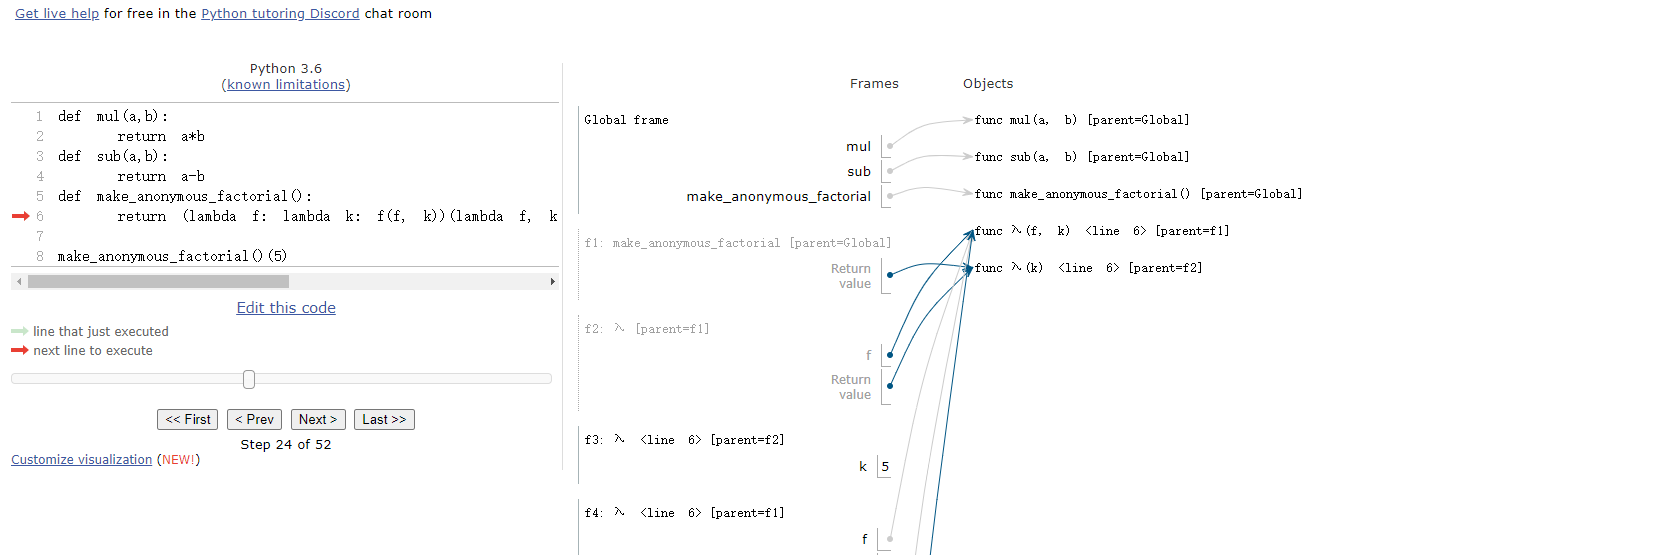 Get live help for free in the Python tutoring Discord chat room
Python 3.6
(known limitations)
1 def mul(a,b):
2 return a*b
3 def sub(a,b):
4 return a-b
5 def make_anonymous_factorial():
6 return (lambda f: lambda k: f(f, k))(lambda f, k
7
8 make_anonymous_factorial()(5)
Edit this code
line that just executed
next line to execute
<< First < Prev Next > Last >>
Step 24 of 52
Customize visualization (NEW!)
Frames Objects
Global frame
mul
sub
make_anonymous_factorial
func mul(a, b) [parent=Global]
func sub(a, b) [parent=Global]
func make_anonymous_factorial() [parent=Global]
func λ(f, k) <line 6> [parent=f1]
func λ(k) <line 6> [parent=f2]
f1: make_anonymous_factorial [parent=Global]
Return
value
f2: λ [parent=f1]
f
Return
value
f3: λ <line 6> [parent=f2]
k 5
f4: λ <line 6> [parent=f1]
f